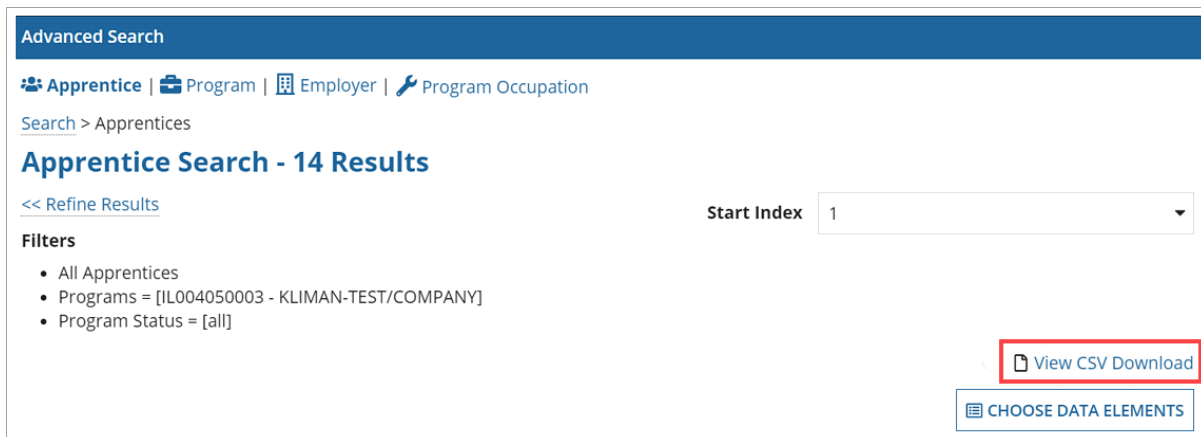 Advanced Search
Apprentice | Program | Employer | Program Occupation
Search > Apprentices
Apprentice Search - 14 Results
<< Refine Results
Start Index 1
Filters
• All Apprentices
• Programs = [IL004050003 - KLIMAN-TEST/COMPANY]
• Program Status = [all]
View CSV Download
CHOOSE DATA ELEMENTS